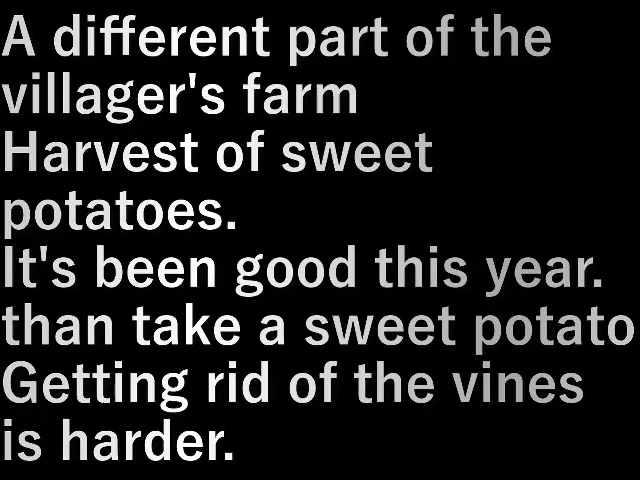 A different part of the
villager's farm
Harvest of sweet
potatoes.
It's been good this year.
than take a sweet potato
Getting rid of the vines
is harder.